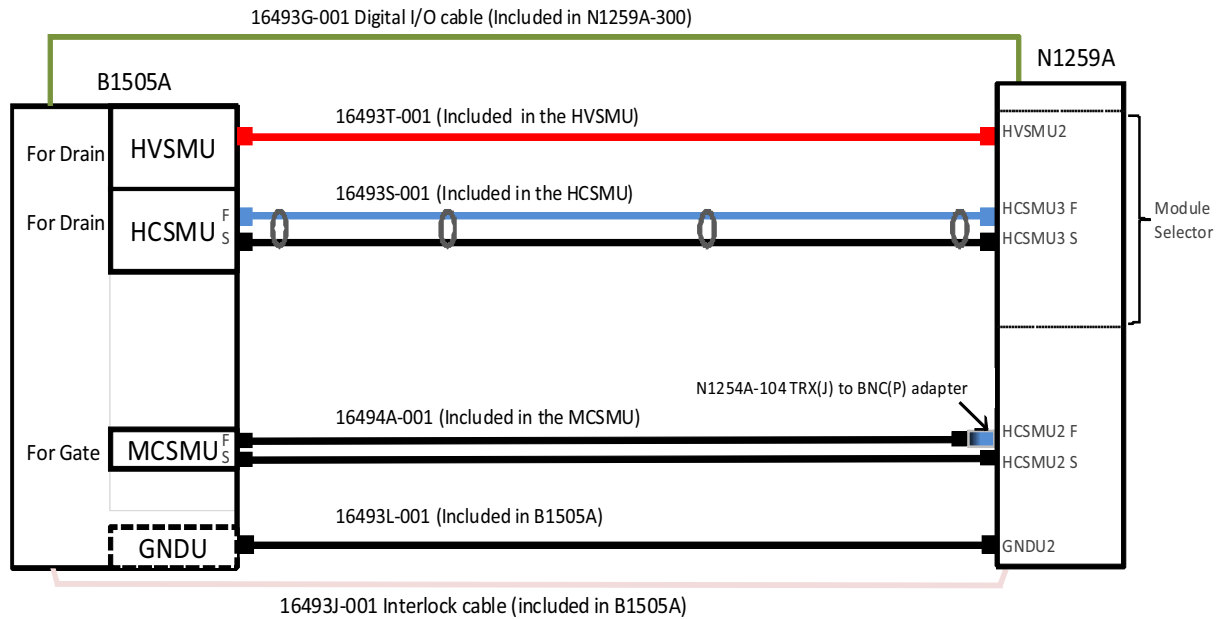 16493G-001 Digital I/O cable (Included in N1259A-300)
N1259A
B1505A
16493T-001 (Included in the HVSMU)
For Drain
HVSMU
HVSMU2
16493S-001 (Included in the HCSMU)
For Drain
HCSMU
F
S
HCSMU3 F
HCSMU3 S
Module
Selector
N1254A-104 TRX(J) to BNC(P) adapter
16494A-001 (Included in the MCSMU)
For Gate
MCSMU
F
S
HCSMU2 F
HCSMU2 S
16493L-001 (Included in B1505A)
GNDU
GNDU2
16493J-001 Interlock cable (included in B1505A)